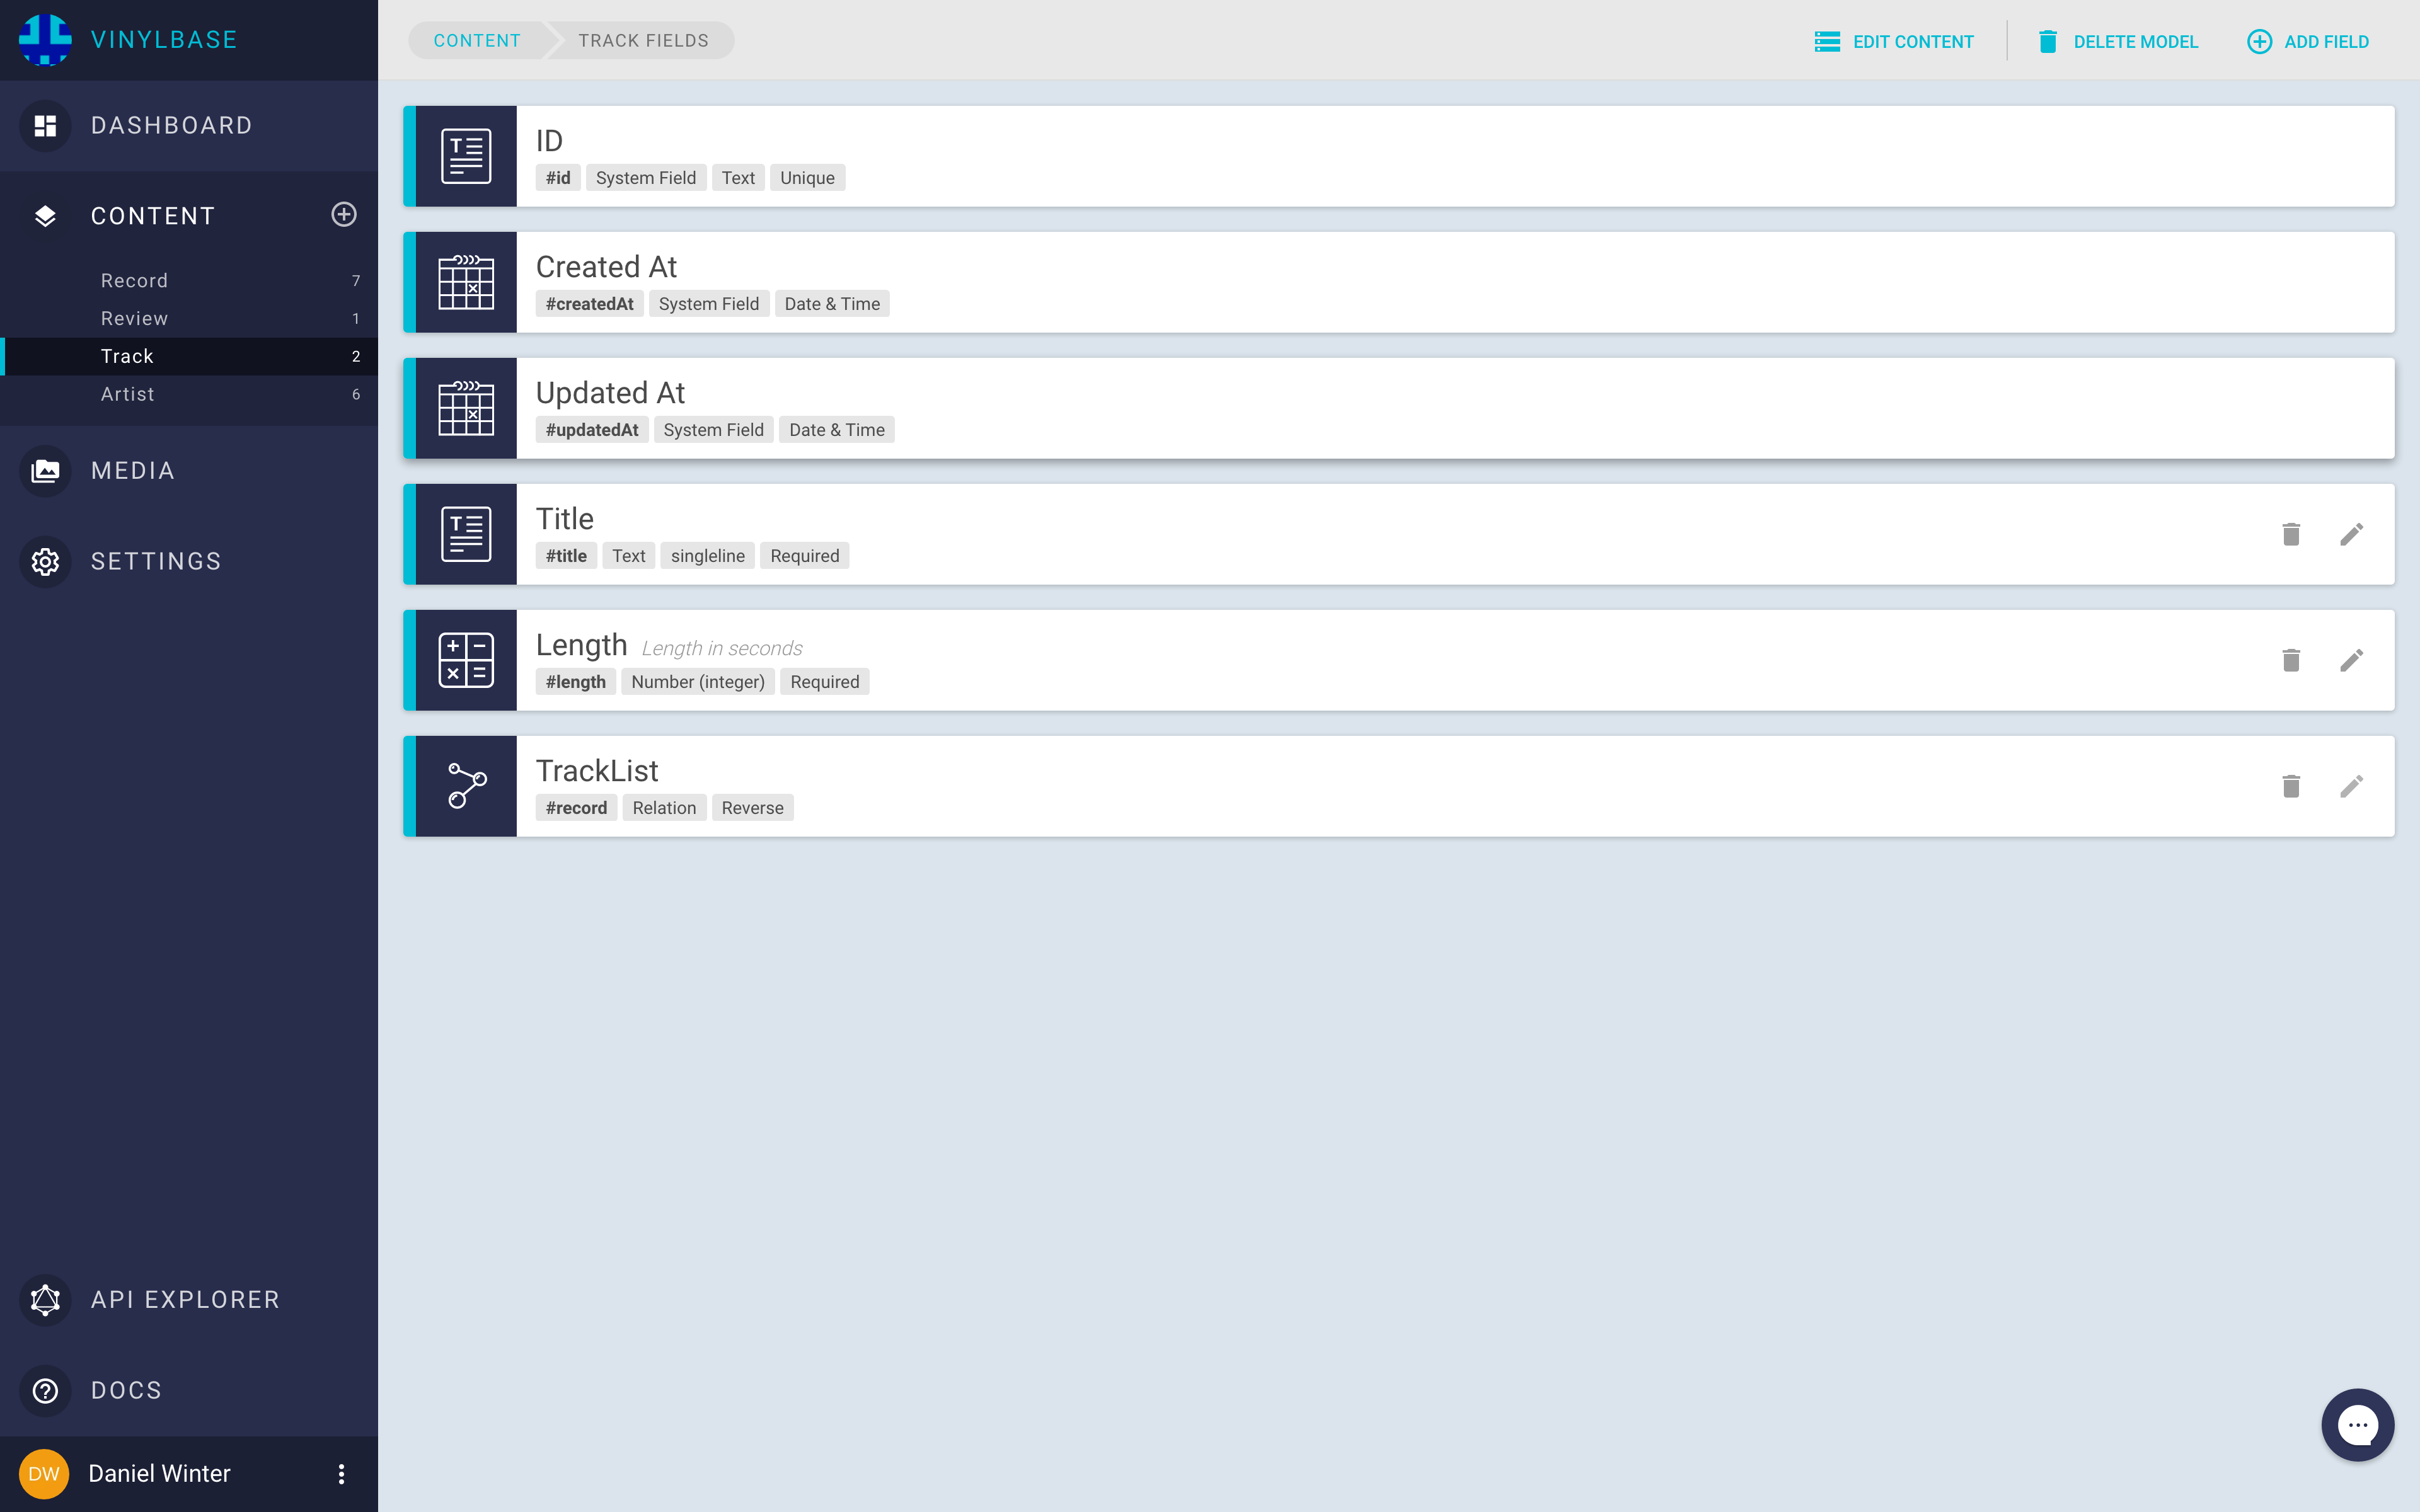 VINYLBASE
CONTENT TRACK FIELDS
EDIT CONTENT DELETE MODEL ADD FIELD
DASHBOARD
CONTENT
Record 7
Review 1
Track 2
Artist 6
MEDIA
SETTINGS
API EXPLORER
DOCS
DW Daniel Winter
ID
#id System Field Text Unique
Created At
#createdAt System Field Date & Time
Updated At
#updatedAt System Field Date & Time
Title
#title Text singleline Required
Length Length in seconds
#length Number (integer) Required
TrackList
#record Relation Reverse